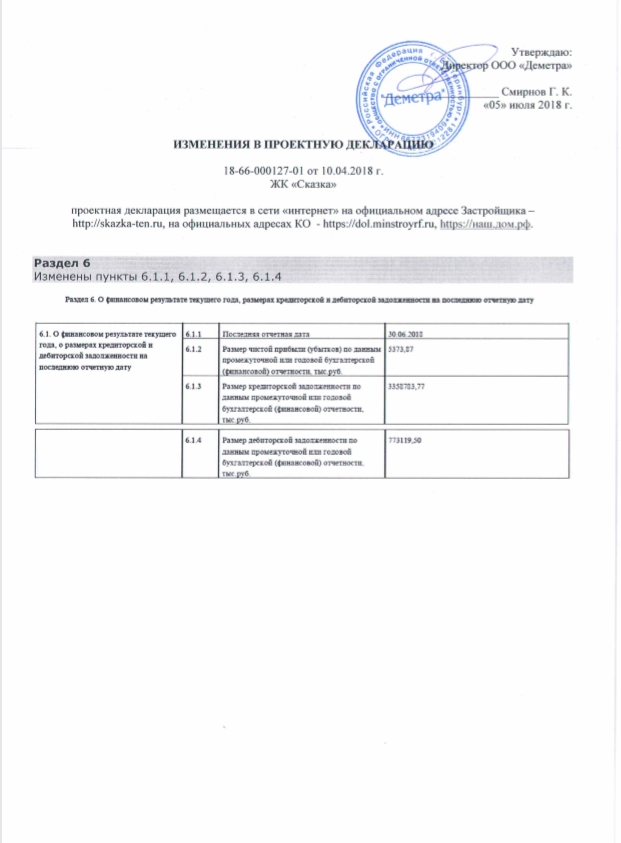 Утверждаю:
Директор ООО «Деметра»
Смирнов Г. К.
«05» июля 2018 г.
Российская Федерация
"Деметра"
ИЗМЕНЕНИЯ В ПРОЕКТНУЮ ДЕКЛАРАЦИЮ
18-66-000127-01 от 10.04.2018 г.
ЖК «Сказка»
проектная декларация размещается в сети «интернет» на официальном адресе Застройщика –
http://skazka-ten.ru, на официальных адресах КО - https://dol.minstroyrf.ru, https://наш.дом.рф.
Раздел 6
Изменены пункты 6.1.1, 6.1.2, 6.1.3, 6.1.4
Раздел 6. О финансовом результате текущего года, размерах кредиторской и дебиторской задолженности на последнюю отчетную дату
6.1. О финансовом результате текущего
года, о размерах кредиторской и
дебиторской задолженности на
последнюю отчетную дату
6.1.1
Последняя отчетная дата
30.06.2018
6.1.2
Размер чистой прибыли (убытков) по данным
промежуточной или годовой бухгалтерской
(финансовой) отчетности, тыс.руб.
5373,87
6.1.3
Размер кредиторской задолженности по
данным промежуточной или годовой
бухгалтерской (финансовой) отчетности,
тыс.руб.
3358783,77
6.1.4
Размер дебиторской задолженности по
данным промежуточной или годовой
бухгалтерской (финансовой) отчетности,
тыс.руб.
773119,50